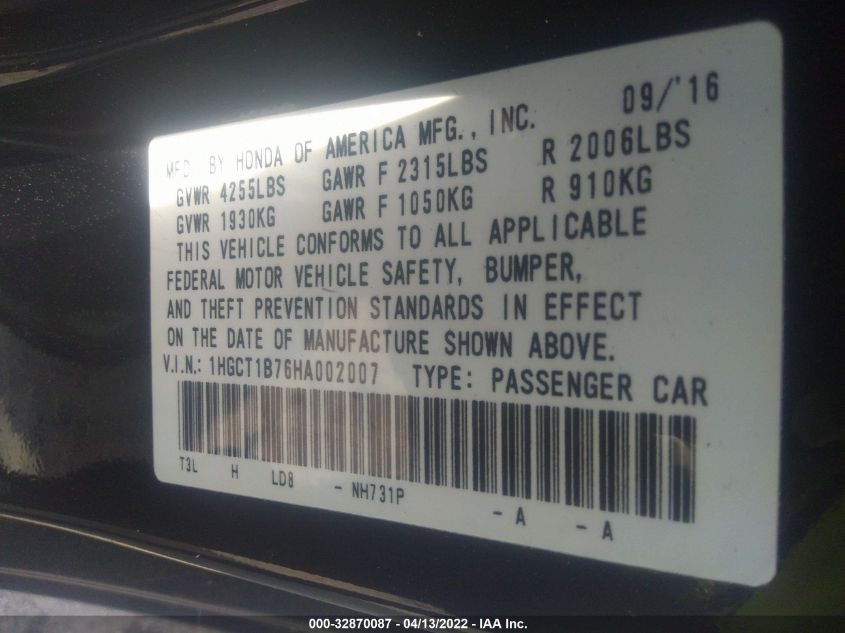 09/'16
MFD. BY HONDA OF AMERICA MFG., INC.
GVWR 4255LBS GAWR F 2315LBS R 2006LBS
GVWR 1930KG GAWR F 1050KG R 910KG
THIS VEHICLE CONFORMS TO ALL APPLICABLE
FEDERAL MOTOR VEHICLE SAFETY, BUMPER,
AND THEFT PREVENTION STANDARDS IN EFFECT
ON THE DATE OF MANUFACTURE SHOWN ABOVE.
V.I.N.: 1HGCT1B76HA002007 TYPE: PASSENGER CAR
T3L H LD8 - NH731P - A - A
000-32870087 - 04/13/2022 - IAA Inc.